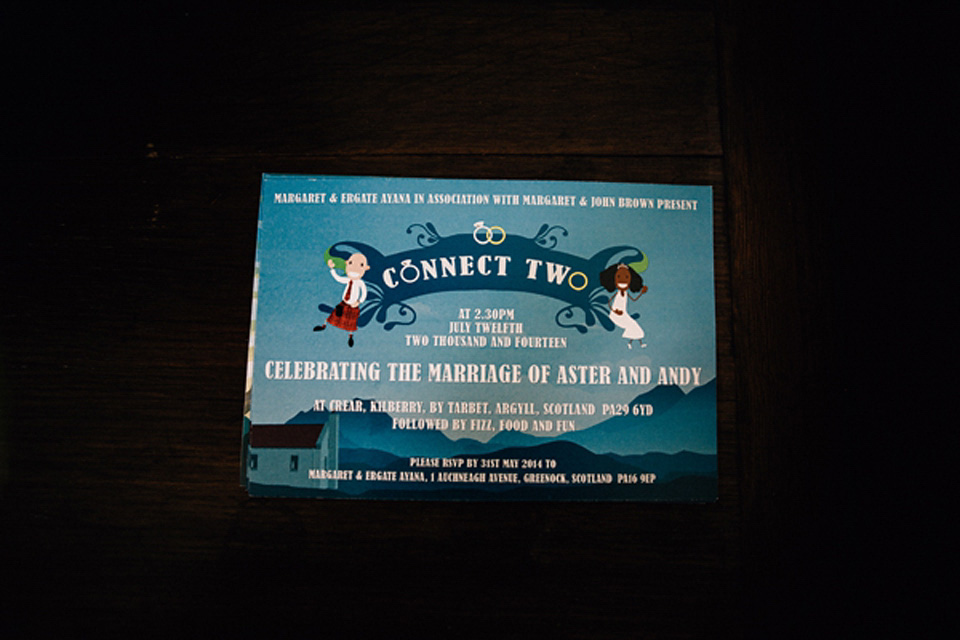 MARGARET & ERGATE AYANA IN ASSOCIATION WITH MARGARET & JOHN BROWN PRESENT
CONNECT TWO
AT 2.30PM
JULY TWELFTH
TWO THOUSAND AND FOURTEEN
CELEBRATING THE MARRIAGE OF ASTER AND ANDY
AT CREAR, KILBERRY, BY TARBET, ARGYLL, SCOTLAND PA29 6YD
FOLLOWED BY FIZZ, FOOD AND FUN
PLEASE RSVP BY 31ST MAY 2014 TO
MARGARET & ERGATE AYANA, 1 AUCHNEAGH AVENUE, GREENOCK, SCOTLAND PA16 9EP